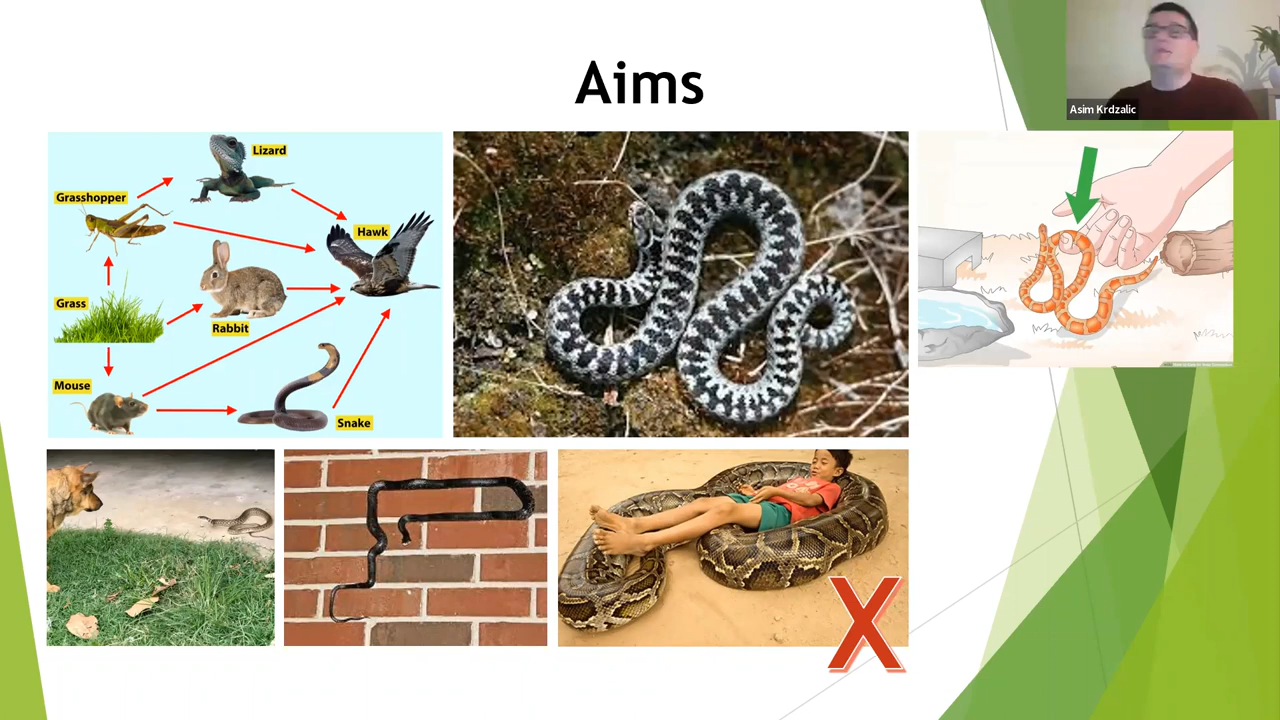 Aims
Asim Krdzalic
Lizard
Grasshopper
Hawk
Grass
Rabbit
Mouse
Snake
X